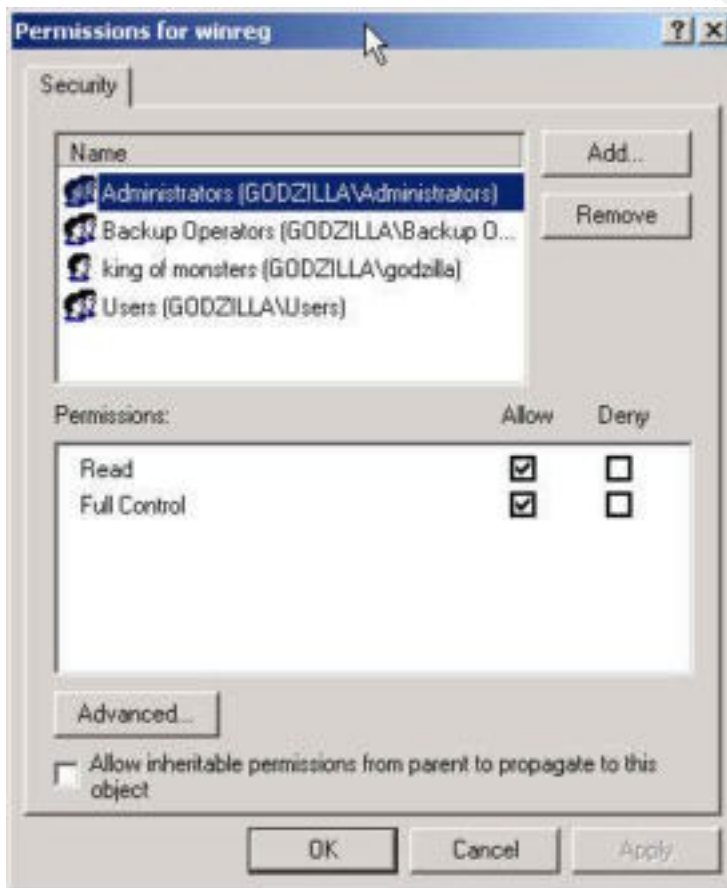 Permissions for winreg
Security
Name
Add...
Administrators (GODZILLA\Administrators)
Remove
Backup Operators (GODZILLA\Backup O...
king of monsters (GODZILLA\godzilla)
Users (GODZILLA\Users)
Permissions: Allow Deny
Read
Full Control
Advanced...
Allow inheritable permissions from parent to propagate to this
object
OK Cancel Apply